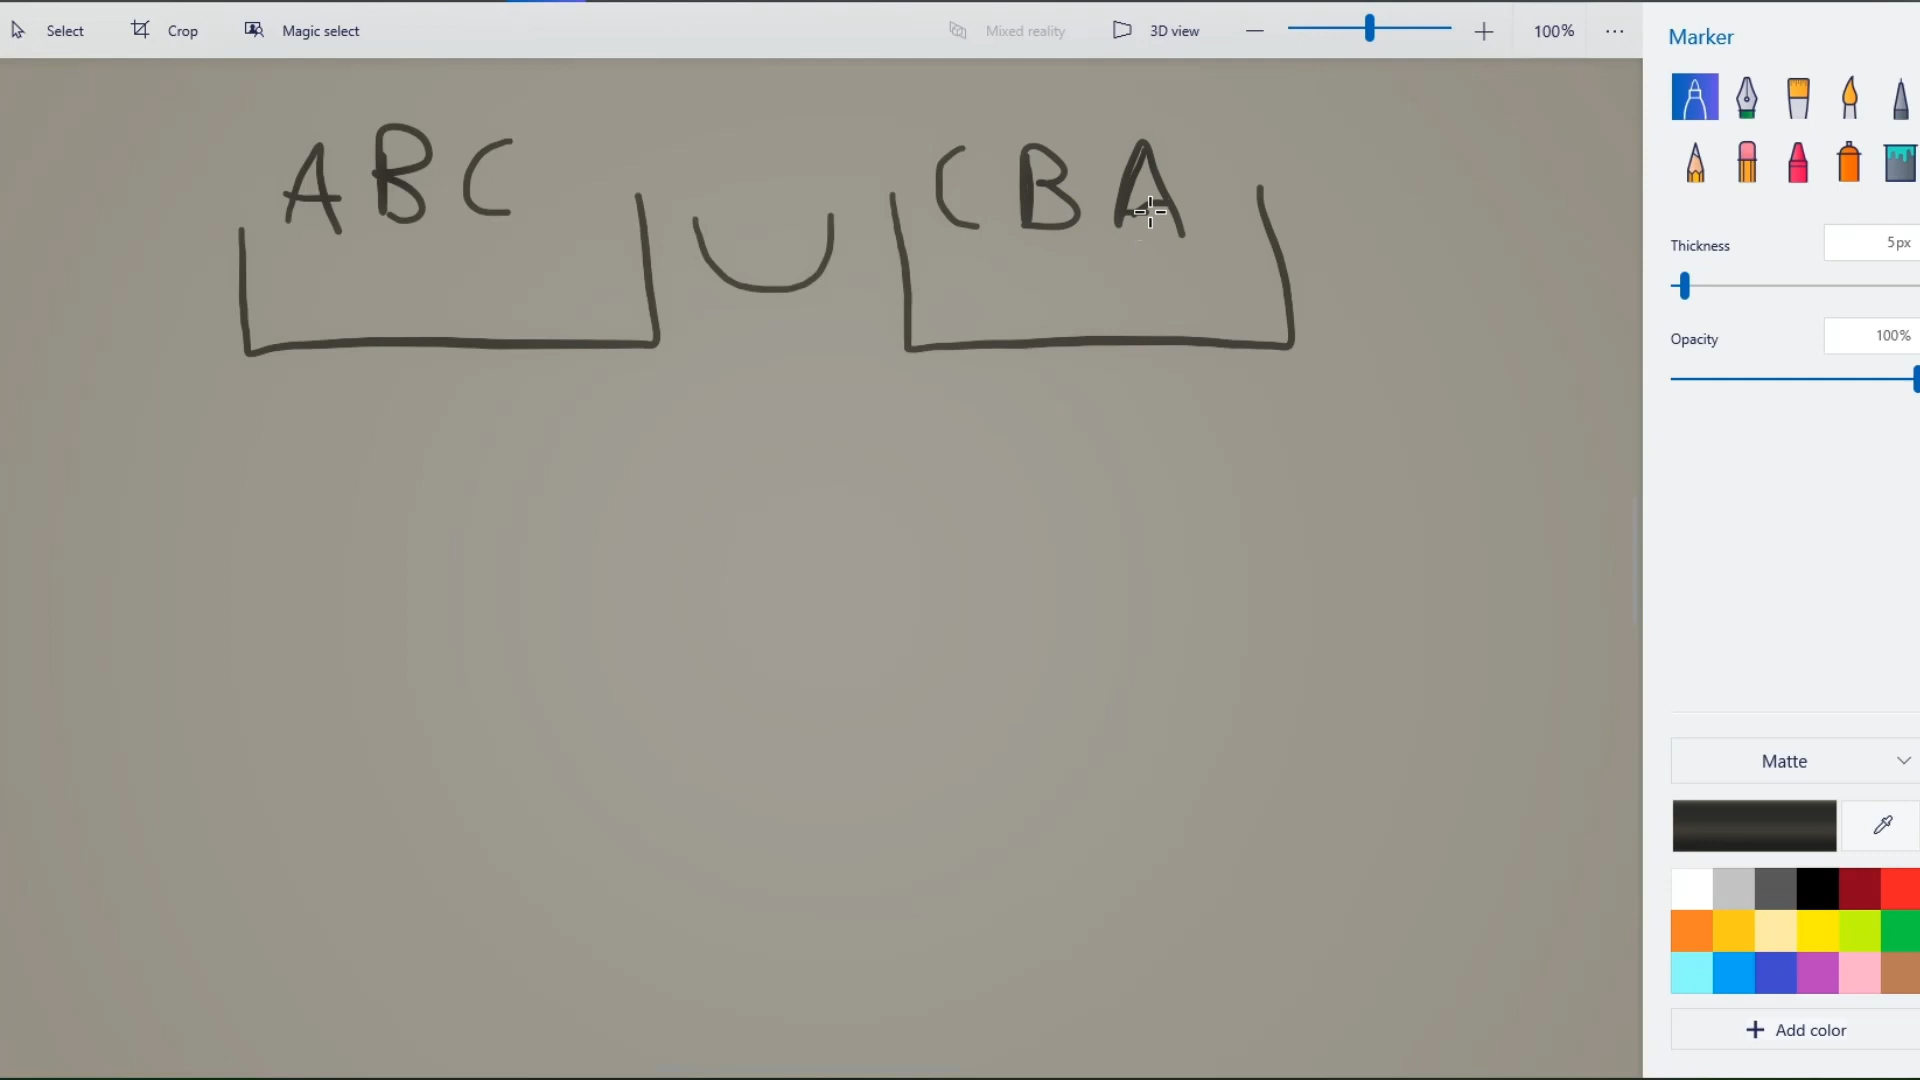 Select Crop Magic select Mixed reality 3D view 100%
Marker
ABC ∪ CBA
Thickness 5px
Opacity 100%
Matte
Add color